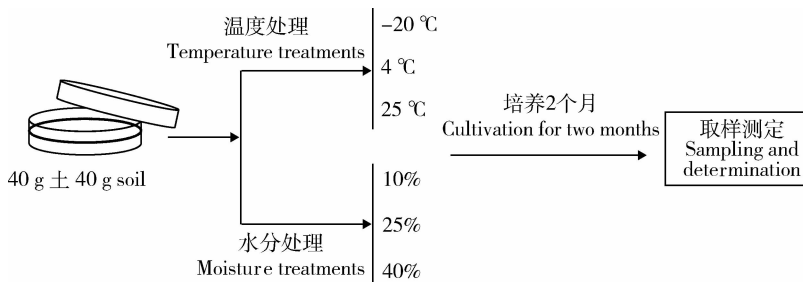 温度处理
Temperature treatments
-20 ℃
4 ℃
25 ℃
40 g 土 40 g soil
水分处理
Moisture treatments
10%
25%
40%
培养2个月
Cultivation for two months
取样测定
Sampling and
determination